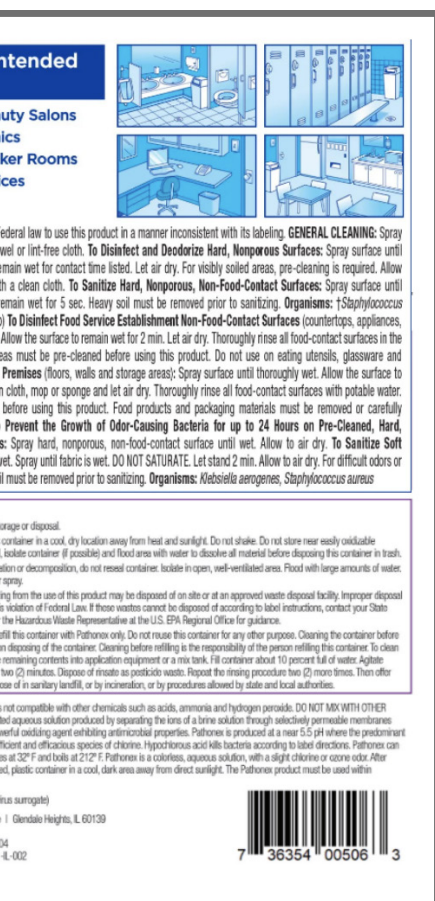 ntended
uty Salons
ics
ker Rooms
ices
ederal law to use this product in a manner inconsistent with its labeling. GENERAL CLEANING: Spray
wel or lint-free cloth. To Disinfect and Deodorize Hard, Nonporous Surfaces: Spray surface until
emain wet for contact time listed. Let air dry. For visibly soiled areas, pre-cleaning is required. Allow
h a clean cloth. To Sanitize Hard, Nonporous, Non-Food-Contact Surfaces: Spray surface until
remain wet for 5 sec. Heavy soil must be removed prior to sanitizing. Organisms: †Staphylococcus
o) To Disinfect Food Service Establishment Non-Food-Contact Surfaces (countertops, appliances,
Allow the surface to remain wet for 2 min. Let air dry. Thoroughly rinse all food-contact surfaces in the
eas must be pre-cleaned before using this product. Do not use on eating utensils, glassware and
Premises (floors, walls and storage areas): Spray surface until thoroughly wet. Allow the surface to
n cloth, mop or sponge and let air dry. Thoroughly rinse all food-contact surfaces with potable water.
before using this product. Food products and packaging materials must be removed or carefully
Prevent the Growth of Odor-Causing Bacteria for up to 24 Hours on Pre-Cleaned, Hard,
s: Spray hard, nonporous, non-food-contact surface until wet. Allow to air dry. To Sanitize Soft
wet. Spray until fabric is wet. DO NOT SATURATE. Let stand 2 min. Allow to air dry. For difficult odors or
il must be removed prior to sanitizing. Organisms: Klebsiella aerogenes, Staphylococcus aureus
orage or disposal.
container in a cool, dry location away from heat and sunlight. Do not shake. Do not store near easily oxidizable
, isolate container (if possible) and flood area with water to dissolve all material before disposing this container in trash.
ation or decomposition, do not reseal container. Isolate in open, well-ventilated area. Flood with large amounts of water.
spray.
ing from the use of this product may be disposed of on site or at an approved waste disposal facility. Improper disposal
s violation of Federal Law. If these wastes cannot be disposed of according to label instructions, contact your State
the Hazardous Waste Representative at the U.S. EPA Regional Office for guidance.
efill this container with Pathonex only. Do not reuse this container for any other purpose. Cleaning the container before
n disposing of the container. Cleaning before refilling is the responsibility of the person refilling this container. To clean
e remaining contents into application equipment or a mix tank. Fill container about 10 percent full of water. Agitate
two (2) minutes. Dispose of rinsate as pesticide waste. Repeat the rinsing procedure two (2) more times. Then offer
ose of in sanitary landfill, or by incineration, or by procedures allowed by state and local authorities.
s not compatible with other chemicals such as acids, ammonia and hydrogen peroxide. DO NOT MIX WITH OTHER
ted aqueous solution produced by separating the ions of a brine solution through selectively permeable membranes
werful oxidizing agent exhibiting antimicrobial properties. Pathonex is produced at a near 5.5 pH where the predominant
fficient and efficacious species of chlorine. Hypochlorous acid kills bacteria according to label directions. Pathonex can
es at 32° F and boils at 212° F. Pathonex is a colorless, aqueous solution, with a slight chlorine or ozone odor. After
ed, plastic container in a cool, dark area away from direct sunlight. The Pathonex product must be used within
irus surrogate)
| Glendale Heights, IL 60139
04
-IL-002
7 36354 00506 3